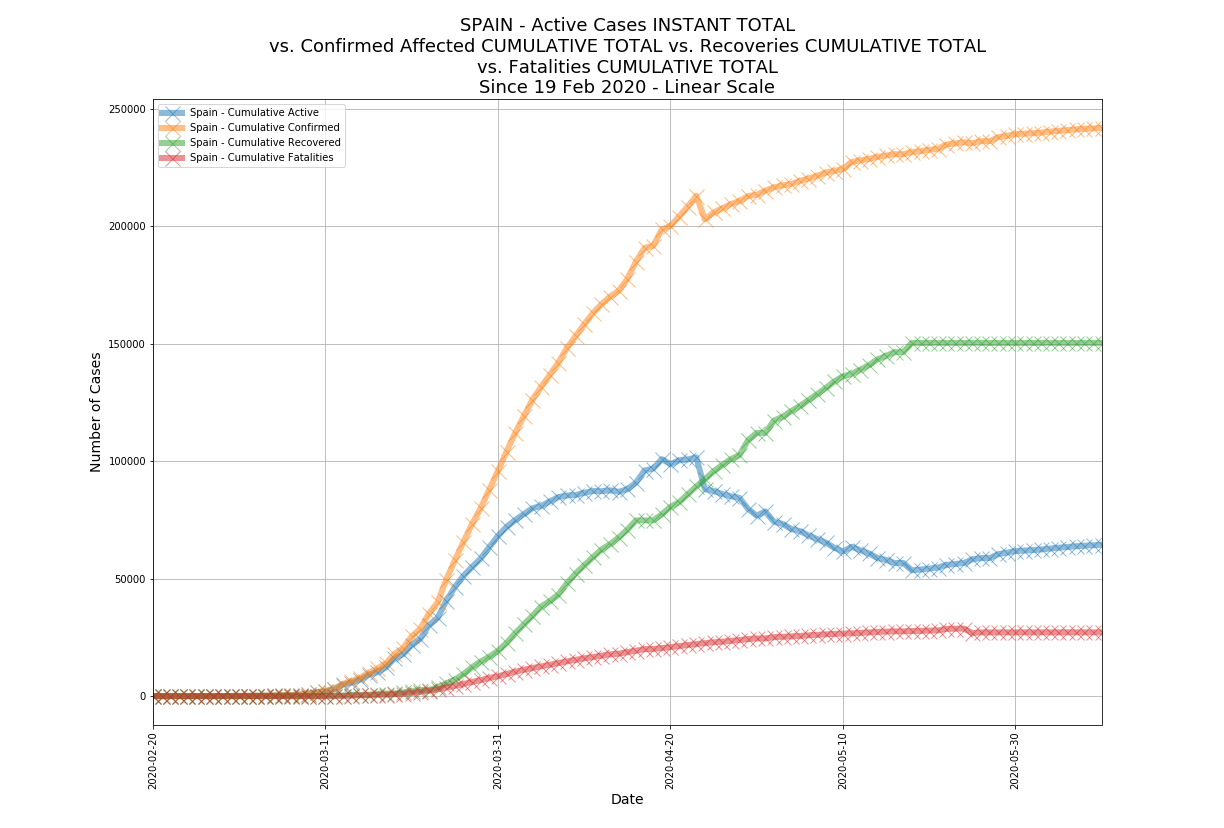 SPAIN - Active Cases INSTANT TOTAL
vs. Confirmed Affected CUMULATIVE TOTAL vs. Recoveries CUMULATIVE TOTAL
vs. Fatalities CUMULATIVE TOTAL
Since 19 Feb 2020 - Linear Scale
Spain - Cumulative Active
Spain - Cumulative Confirmed
Spain - Cumulative Recovered
Spain - Cumulative Fatalities
Number of Cases
250000
200000
150000
100000
50000
0
2020-02-20
2020-03-11
2020-03-31
2020-04-20
2020-05-10
2020-05-30
Date